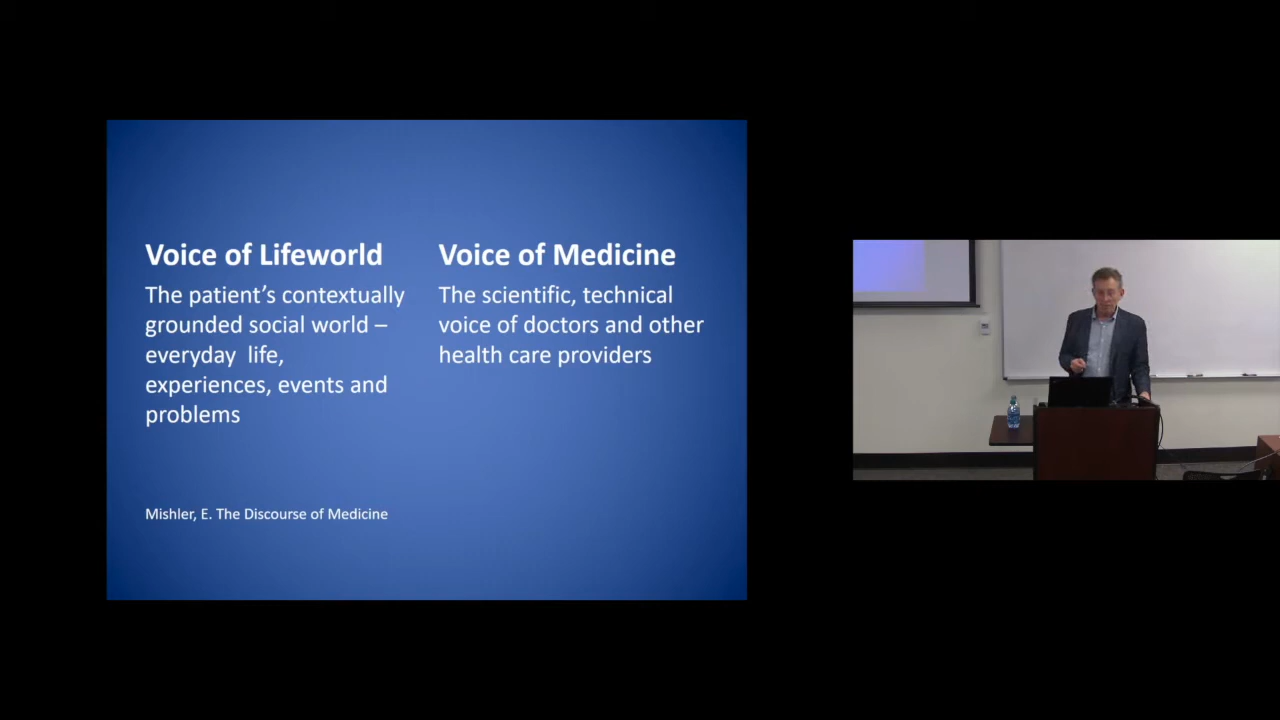 Voice of Lifeworld
The patient's contextually
grounded social world –
everyday life,
experiences, events and
problems
Voice of Medicine
The scientific, technical
voice of doctors and other
health care providers
Mishler, E. The Discourse of Medicine